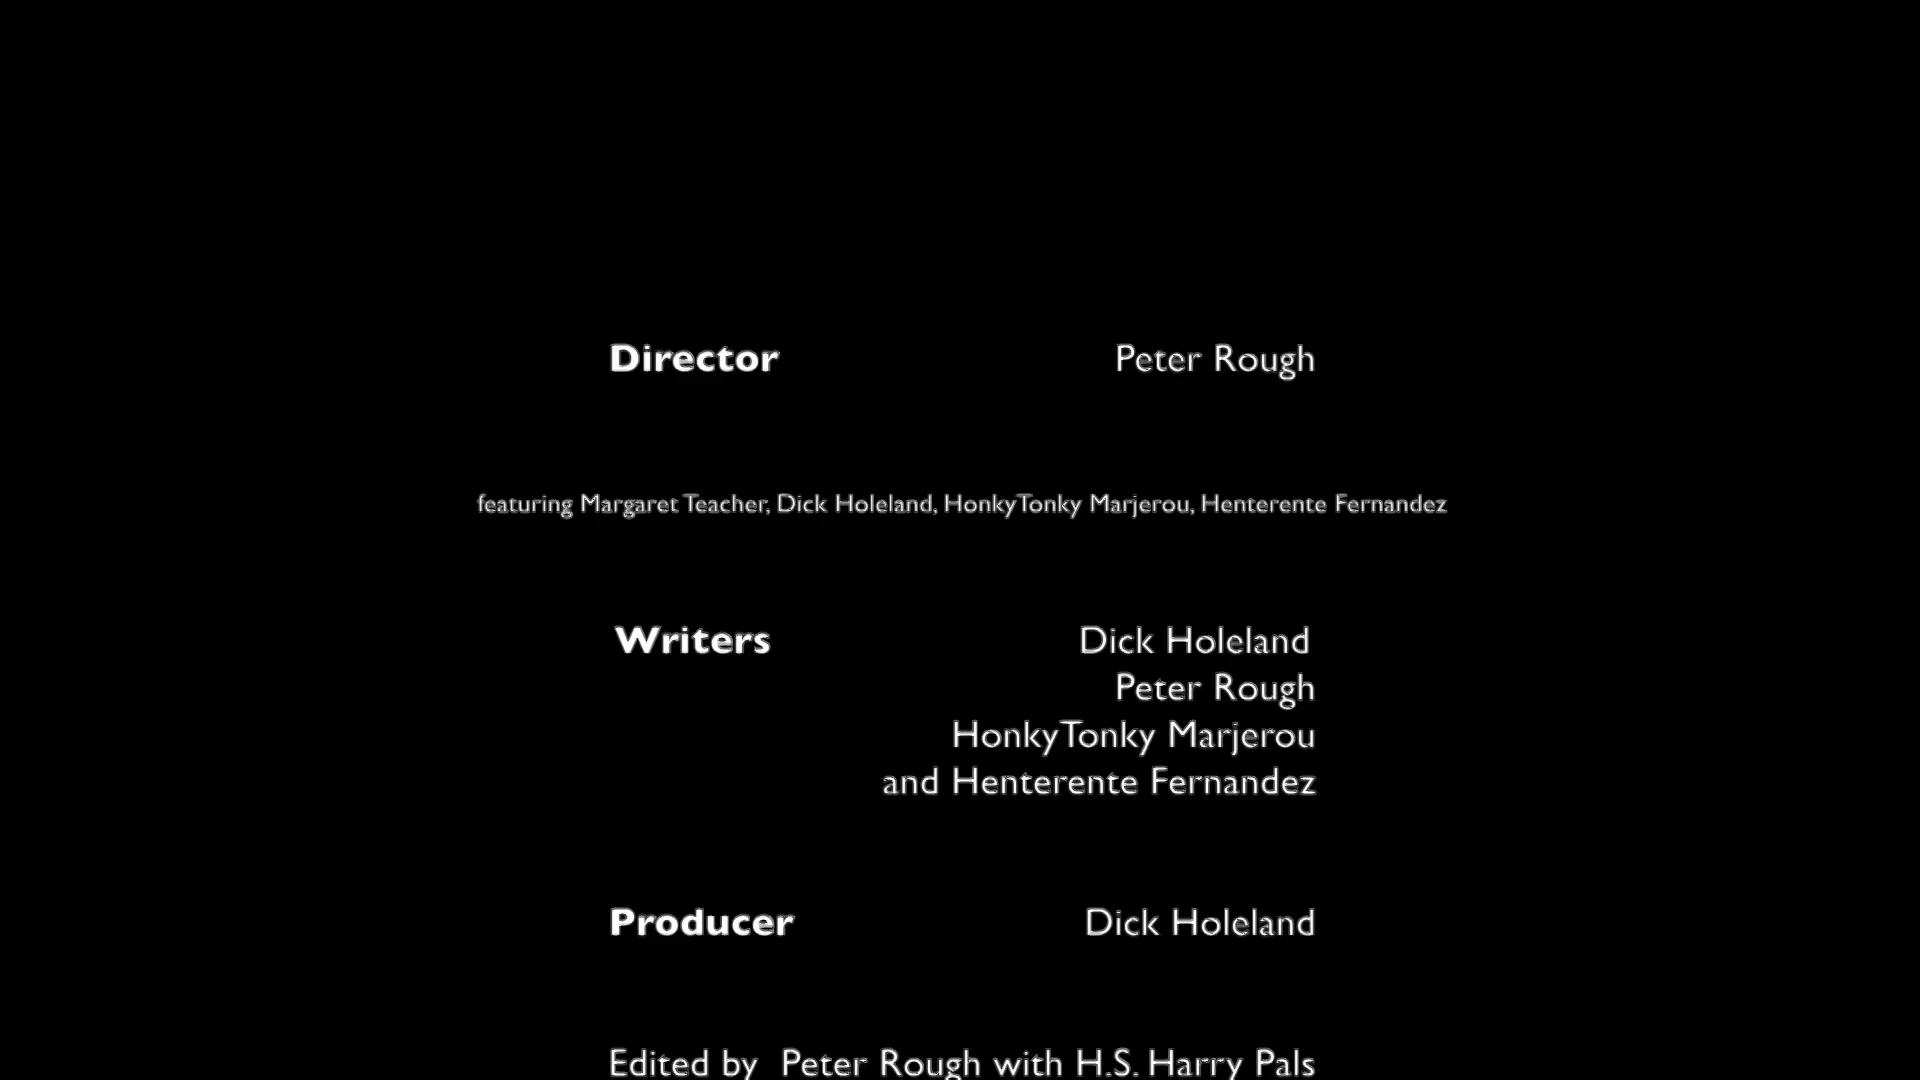 Director Peter Rough
featuring Margaret Teacher, Dick Holeland, HonkyTonky Marjerou, Henterente Fernandez
Writers Dick Holeland
Peter Rough
HonkyTonky Marjerou
and Henterente Fernandez
Producer Dick Holeland
Edited by Peter Rough with H.S. Harry Pals